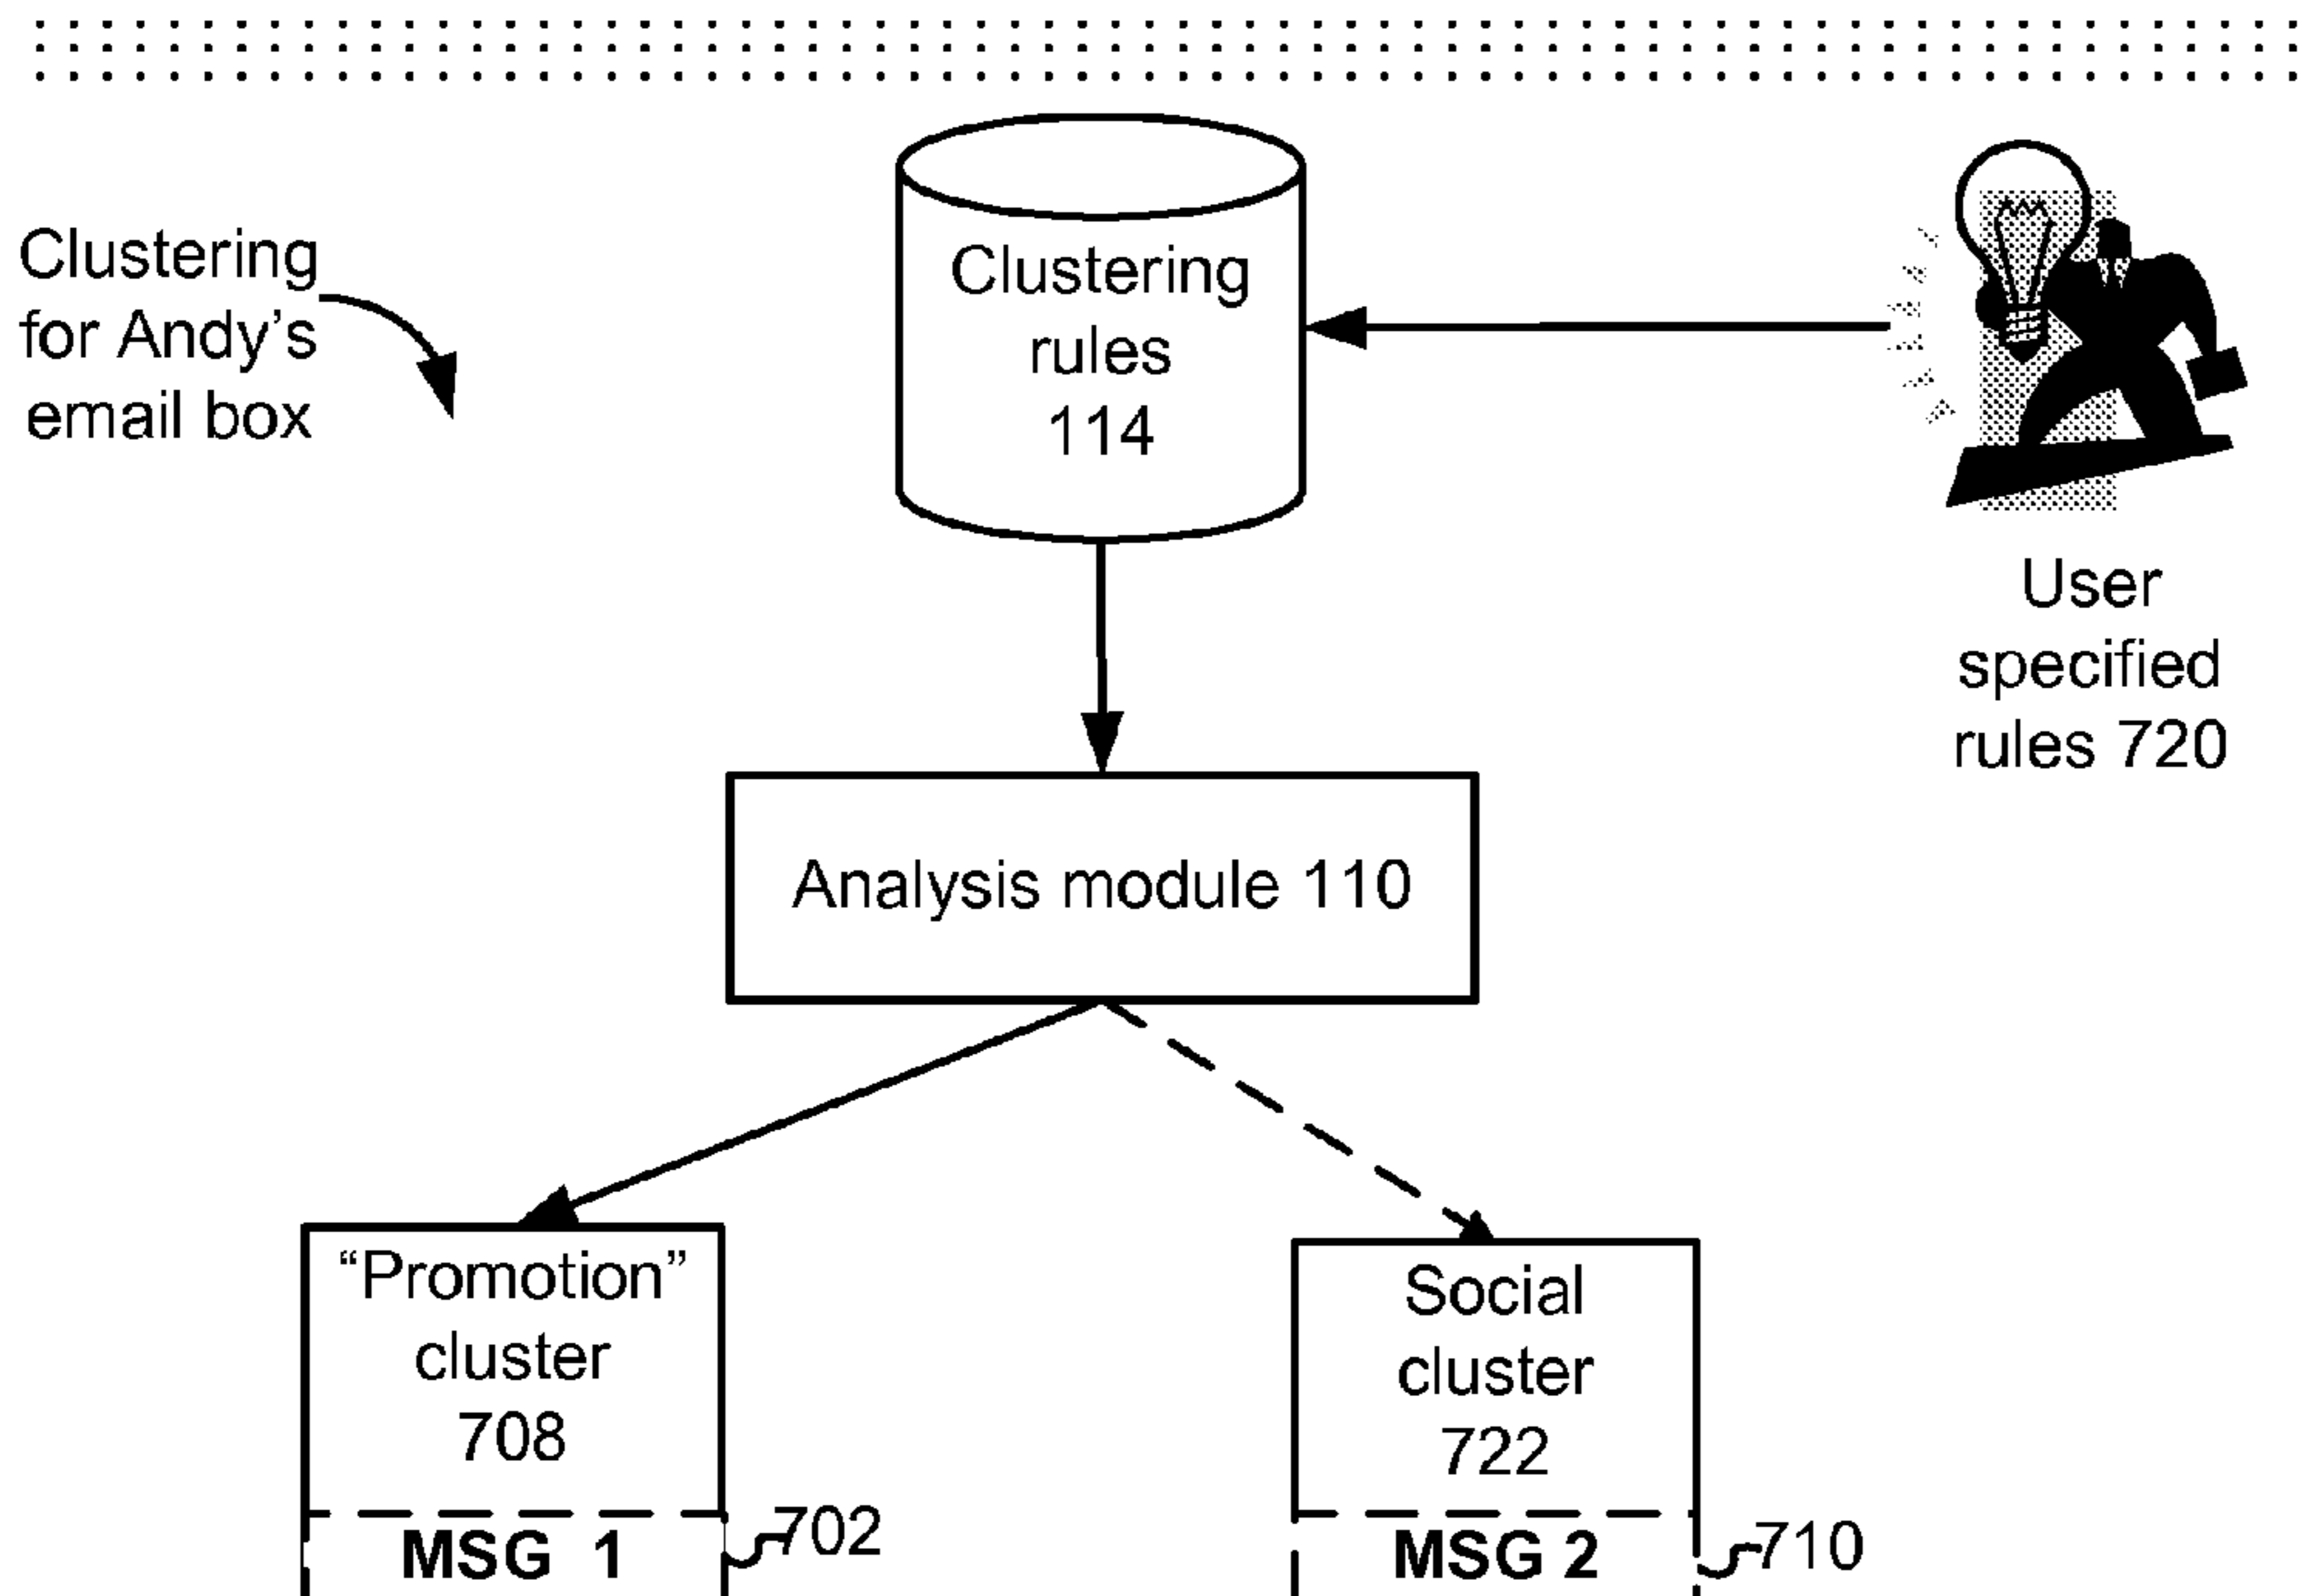 Clustering
for Andy's
email box
Clustering
rules
114
User
specified
rules 720
Analysis module 110
“Promotion”
cluster
708
Social
cluster
722
MSG 1
702
MSG 2
710